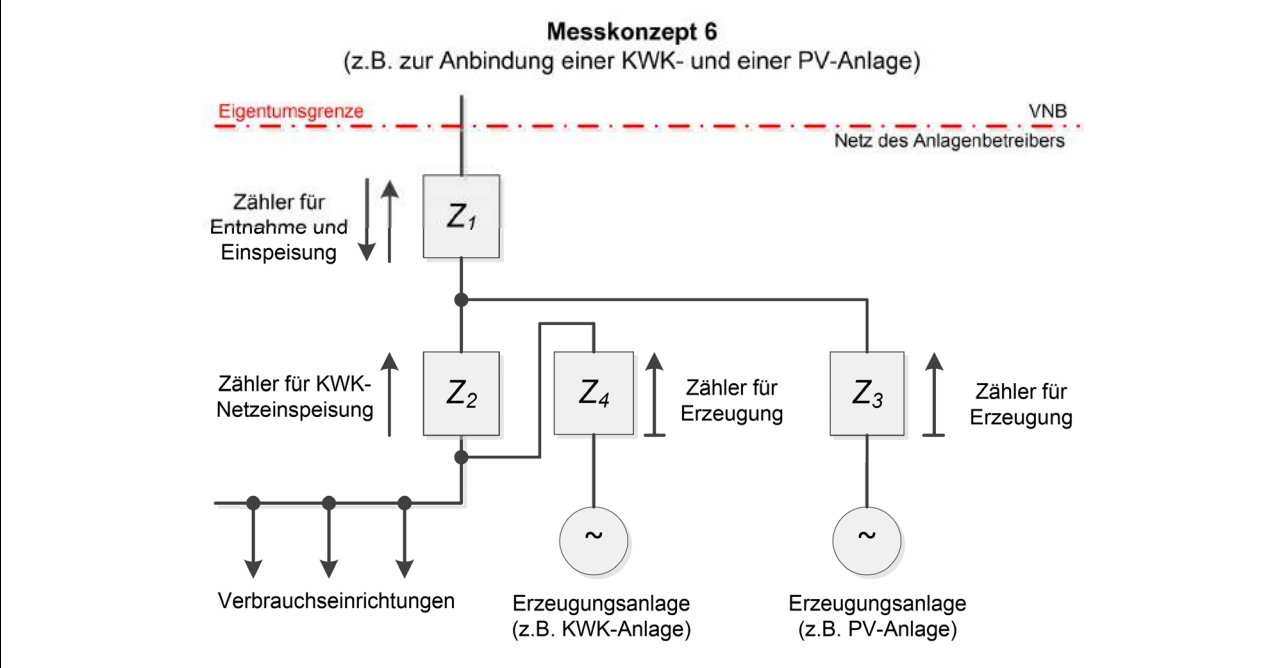 Messkonzept 6
(z.B. zur Anbindung einer KWK- und einer PV-Anlage)
Eigentumsgrenze
VNB
Netz des Anlagenbetreibers
Zähler für
Entnahme und
Einspeisung
Z1
Zähler für KWK-
Netzeinspeisung
Z2
Z4
Zähler für
Erzeugung
Z3
Zähler für
Erzeugung
~
~
Verbrauchseinrichtungen
Erzeugungsanlage
(z.B. KWK-Anlage)
Erzeugungsanlage
(z.B. PV-Anlage)